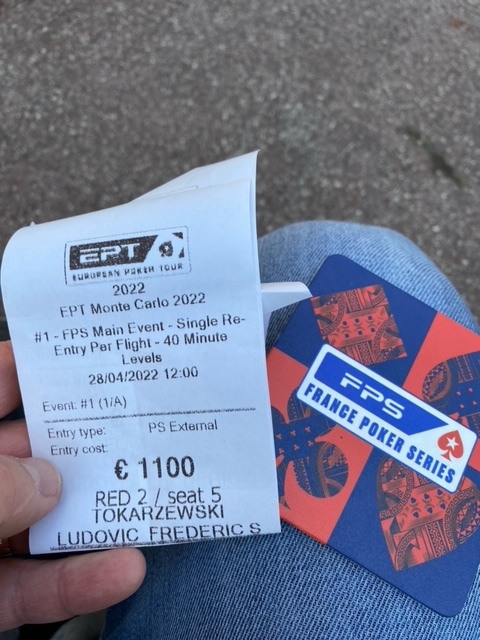 EPT
EUROPEAN POKER TOUR
2022
EPT Monte Carlo 2022
#1 - FPS Main Event - Single Re-
Entry Per Flight - 40 Minute
Levels
28/04/2022 12:00
Event: #1 (1/A)
Entry type: PS External
Entry cost:
€ 1100
RED 2 / seat 5
TOKARZEWSKI
LUDOVIC FREDERIC S
FPS
FRANCE POKER SERIES